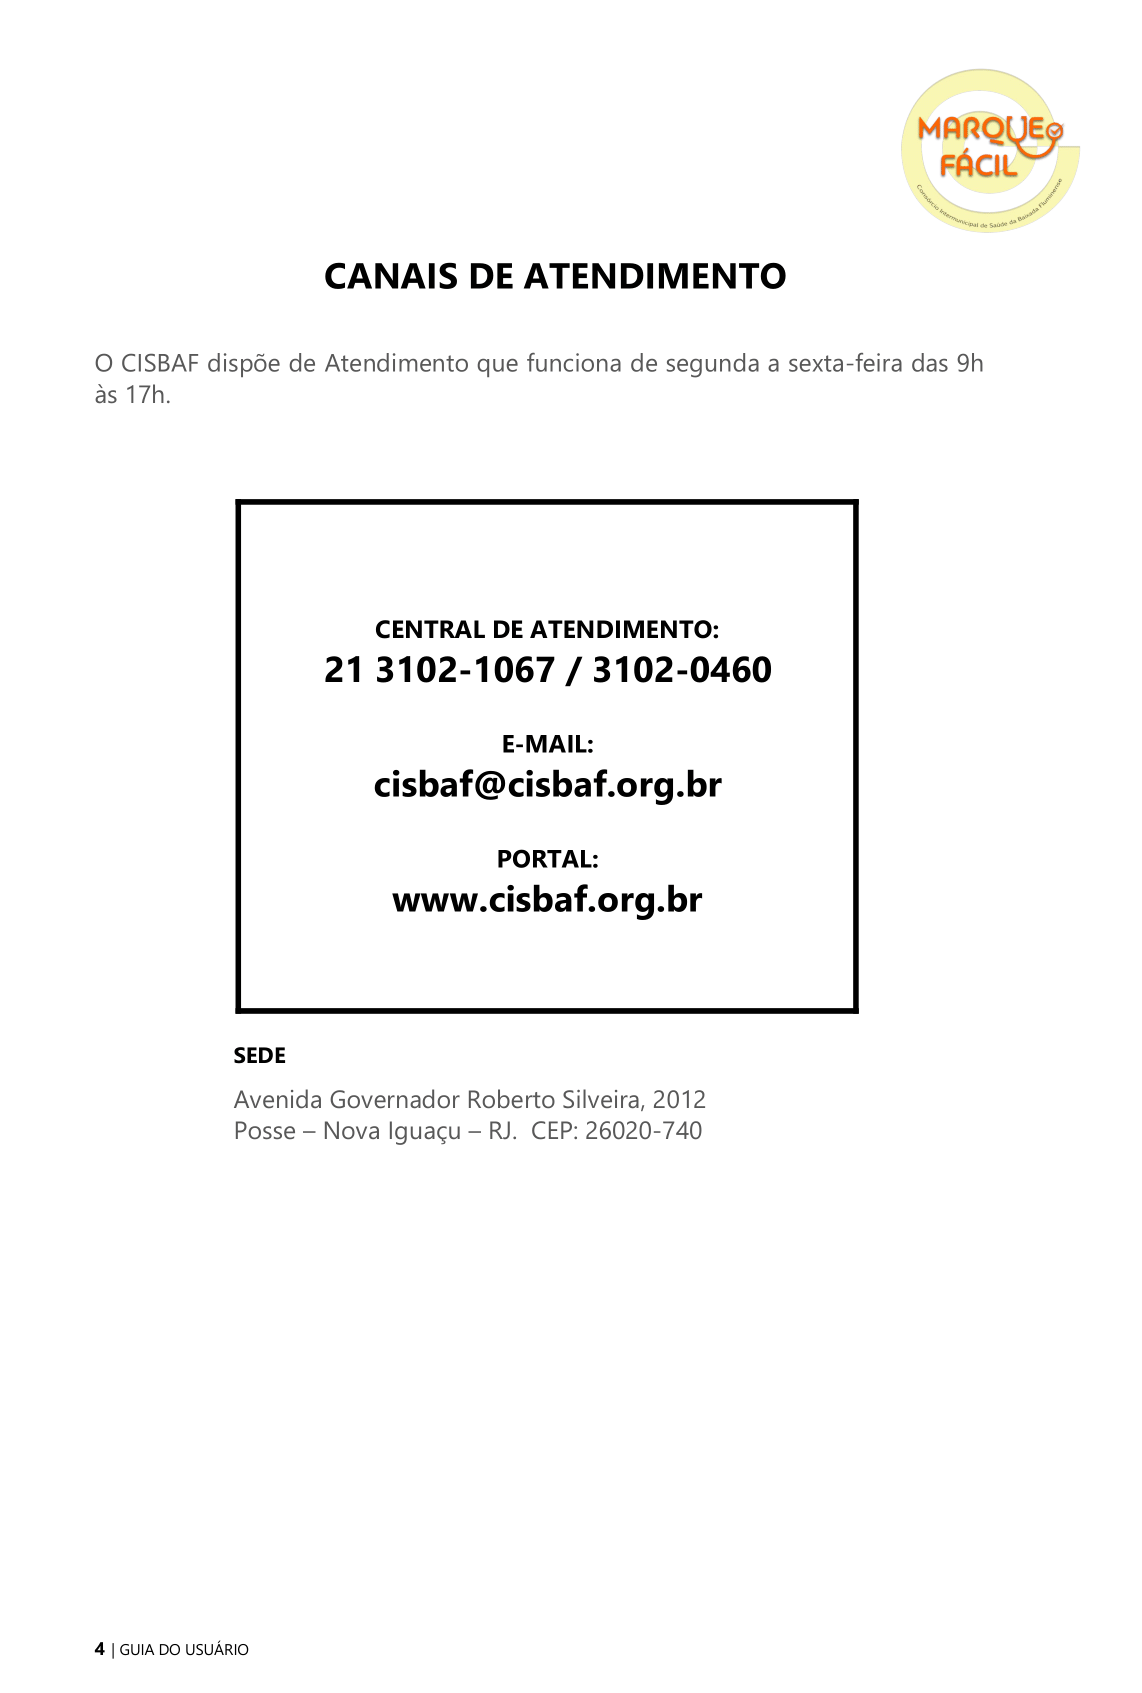 MARQUE
FÁCIL
Consórcio Intermunicipal de Saúde da Baixada Fluminense
CANAIS DE ATENDIMENTO
O CISBAF dispõe de Atendimento que funciona de segunda a sexta-feira das 9h
às 17h.
CENTRAL DE ATENDIMENTO:
21 3102-1067 / 3102-0460
E-MAIL:
cisbaf@cisbaf.org.br
PORTAL:
www.cisbaf.org.br
SEDE
Avenida Governador Roberto Silveira, 2012
Posse – Nova Iguaçu – RJ.  CEP: 26020-740
4 | GUIA DO USUÁRIO